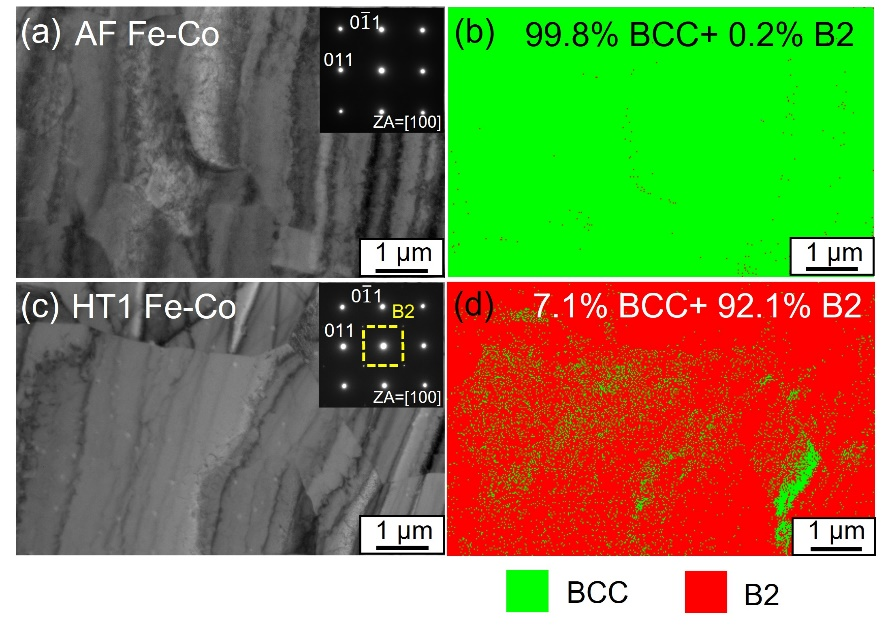 (a) AF Fe-Co
01̅1
011
ZA=[100]
1 μm
(b) 99.8% BCC+ 0.2% B2
1 μm
(c) HT1 Fe-Co
01̅1
B2
011
ZA=[100]
1 μm
(d) 7.1% BCC+ 92.1% B2
1 μm
BCC
B2